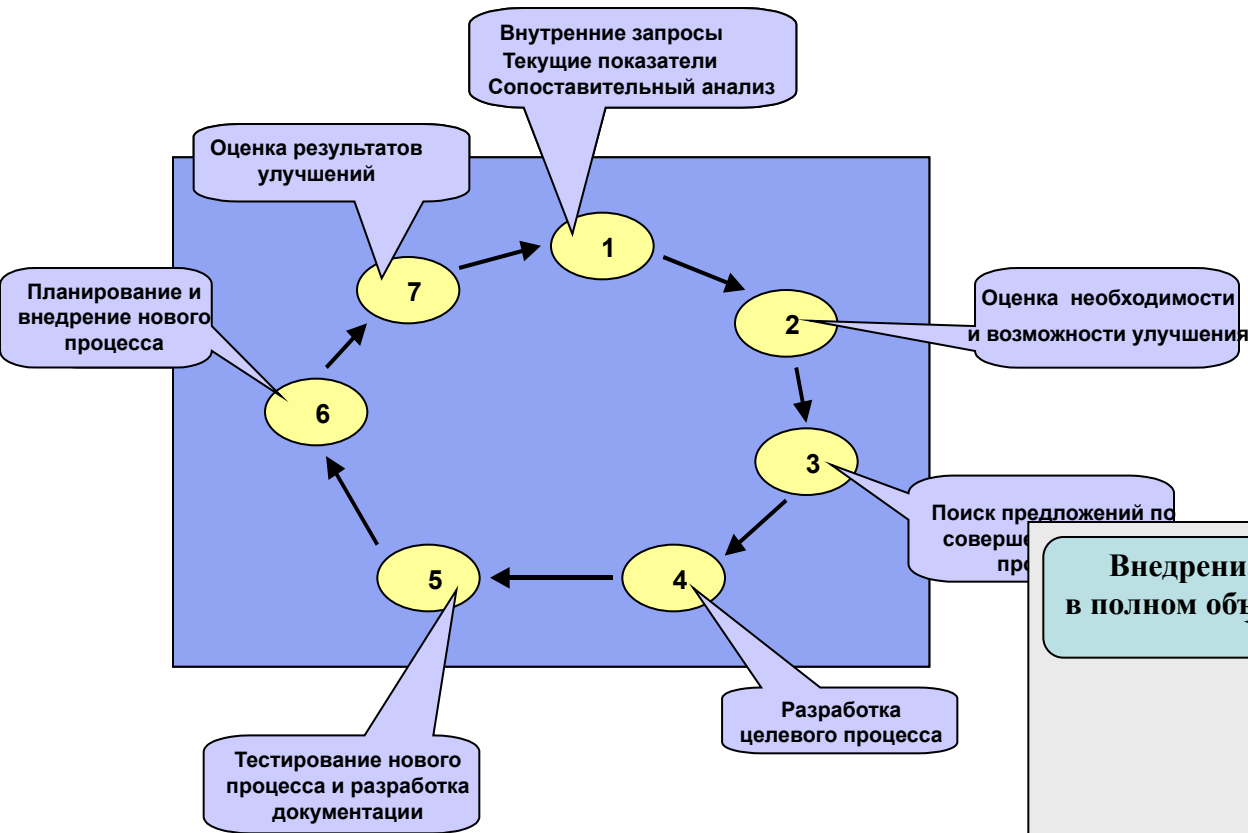 Внутренние запросы
Текущие показатели
Сопоставительный анализ
Оценка результатов
улучшений
1
7
Планирование и
внедрение нового
процесса
2
Оценка необходимости
и возможности улучшения
6
3
Поиск предложений по
5
4
в полном
Разработка
целевого процесса
Тестирование нового
процесса и разработка
документации